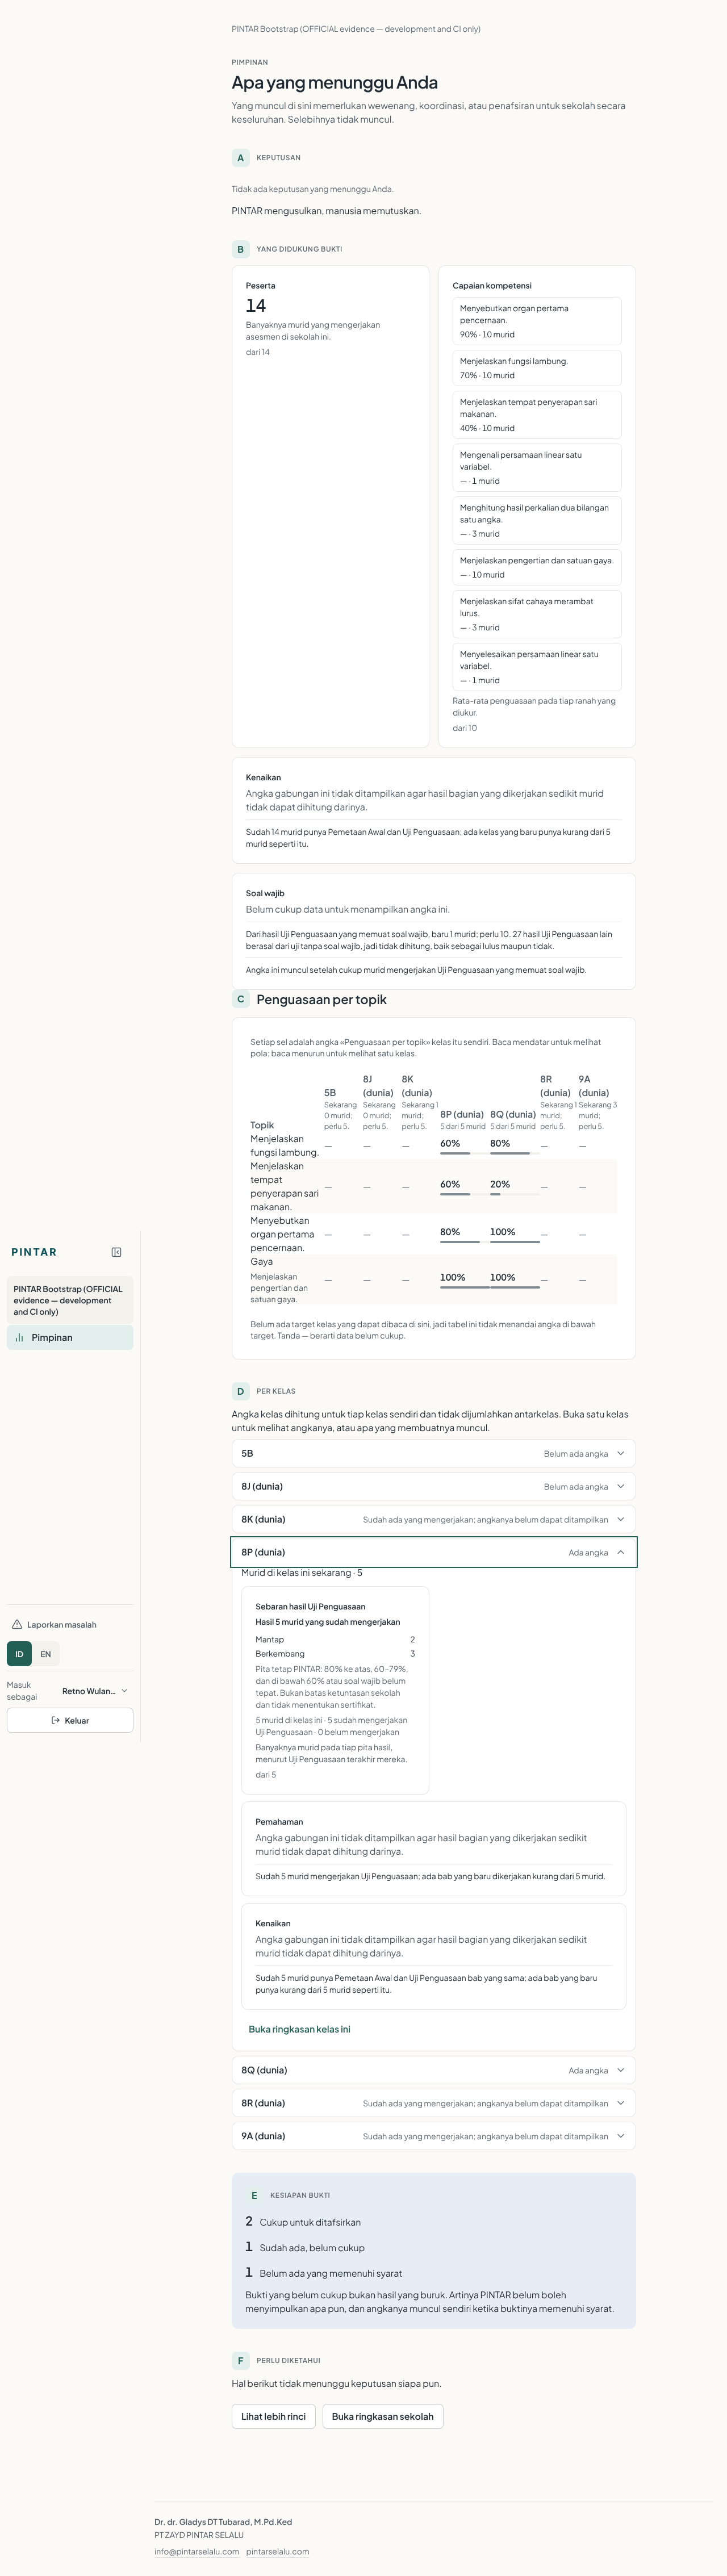 PINTAR Bootstrap (OFFICIAL evidence — development and CI only)
PIMPINAN
Apa yang menunggu Anda
Yang muncul di sini memerlukan wewenang, koordinasi, atau penafsiran untuk sekolah secara
keseluruhan. Selebihnya tidak muncul.
A KEPUTUSAN
Tidak ada keputusan yang menunggu Anda.
PINTAR mengusulkan, manusia memutuskan.
B YANG DIDUKUNG BUKTI
Peserta
14
Banyaknya murid yang mengerjakan
asesmen di sekolah ini.
dari 14
Capaian kompetensi
Menyebutkan organ pertama
pencernaan.
90% · 10 murid
Menjelaskan fungsi lambung.
70% · 10 murid
Menjelaskan tempat penyerapan sari
makanan.
40% · 10 murid
Mengenali persamaan linear satu
variabel.
— · 1 murid
Menghitung hasil perkalian dua bilangan
satu angka.
— · 3 murid
Menjelaskan pengertian dan satuan gaya.
— · 10 murid
Menjelaskan sifat cahaya merambat
lurus.
— · 3 murid
Menyelesaikan persamaan linear satu
variabel.
— · 1 murid
Rata-rata penguasaan pada tiap ranah yang
diukur.
dari 10
Kenaikan
Angka gabungan ini tidak ditampilkan agar hasil bagian yang dikerjakan sedikit murid
tidak dapat dihitung darinya.
Sudah 14 murid punya Pemetaan Awal dan Uji Penguasaan; ada kelas yang baru punya kurang dari 5
murid seperti itu.
Soal wajib
Belum cukup data untuk menampilkan angka ini.
Dari hasil Uji Penguasaan yang memuat soal wajib, baru 1 murid; perlu 10. 27 hasil Uji Penguasaan lain
berasal dari uji tanpa soal wajib, jadi tidak dihitung, baik sebagai lulus maupun tidak.
Angka ini muncul setelah cukup murid mengerjakan Uji Penguasaan yang memuat soal wajib.
C Penguasaan per topik
Setiap sel adalah angka «Penguasaan per topik» kelas itu sendiri. Baca mendatar untuk melihat
pola; baca menurun untuk melihat satu kelas.
Topik
5B
Sekarang
0 murid;
perlu 5.
8J
(dunia)
Sekarang
0 murid;
perlu 5.
8K
(dunia)
Sekarang 1
murid;
perlu 5.
8P (dunia)
5 dari 5 murid
8Q (dunia)
5 dari 5 murid
8R
(dunia)
Sekarang 1
murid;
perlu 5.
9A
(dunia)
Sekarang 3
murid;
perlu 5.
Menjelaskan
fungsi lambung.
— — — 60% 80% — —
Menjelaskan
tempat
penyerapan sari
makanan.
— — — 60% 20% — —
Menyebutkan
organ pertama
pencernaan.
— — — 80% 100% — —
Gaya
Menjelaskan
pengertian dan
satuan gaya.
— — — 100% 100% — —
Belum ada target kelas yang dapat dibaca di sini, jadi tabel ini tidak menandai angka di bawah
target. Tanda — berarti data belum cukup.
PINTAR
PINTAR Bootstrap (OFFICIAL
evidence — development
and CI only)
Pimpinan
Laporkan masalah
ID EN
Masuk
sebagai
Retno Wulan...
Keluar
D PER KELAS
Angka kelas dihitung untuk tiap kelas sendiri dan tidak dijumlahkan antarkelas. Buka satu kelas
untuk melihat angkanya, atau apa yang membuatnya muncul.
5B Belum ada angka
8J (dunia) Belum ada angka
8K (dunia) Sudah ada yang mengerjakan; angkanya belum dapat ditampilkan
8P (dunia) Ada angka
Murid di kelas ini sekarang · 5
Sebaran hasil Uji Penguasaan
Hasil 5 murid yang sudah mengerjakan
Mantap 2
Berkembang 3
Pita tetap PINTAR: 80% ke atas, 60–79%,
dan di bawah 60% atau soal wajib belum
tepat. Bukan batas ketuntasan sekolah
dan tidak menentukan sertifikat.
5 murid di kelas ini · 5 sudah mengerjakan
Uji Penguasaan · 0 belum mengerjakan
Banyaknya murid pada tiap pita hasil,
menurut Uji Penguasaan terakhir mereka.
dari 5
Pemahaman
Angka gabungan ini tidak ditampilkan agar hasil bagian yang dikerjakan sedikit
murid tidak dapat dihitung darinya.
Sudah 5 murid mengerjakan Uji Penguasaan; ada bab yang baru dikerjakan kurang dari 5 murid.
Kenaikan
Angka gabungan ini tidak ditampilkan agar hasil bagian yang dikerjakan sedikit
murid tidak dapat dihitung darinya.
Sudah 5 murid punya Pemetaan Awal dan Uji Penguasaan bab yang sama; ada bab yang baru
punya kurang dari 5 murid seperti itu.
Buka ringkasan kelas ini
8Q (dunia) Ada angka
8R (dunia) Sudah ada yang mengerjakan; angkanya belum dapat ditampilkan
9A (dunia) Sudah ada yang mengerjakan; angkanya belum dapat ditampilkan
E KESIAPAN BUKTI
2 Cukup untuk ditafsirkan
1 Sudah ada, belum cukup
1 Belum ada yang memenuhi syarat
Bukti yang belum cukup bukan hasil yang buruk. Artinya PINTAR belum boleh
menyimpulkan apa pun, dan angkanya muncul sendiri ketika buktinya memenuhi syarat.
F PERLU DIKETAHUI
Hal berikut tidak menunggu keputusan siapa pun.
Lihat lebih rinci
Buka ringkasan sekolah
Dr. dr. Gladys DT Tubarad, M.Pd.Ked
PT ZAYD PINTAR SELALU
info@pintarselalu.com pintarselalu.com